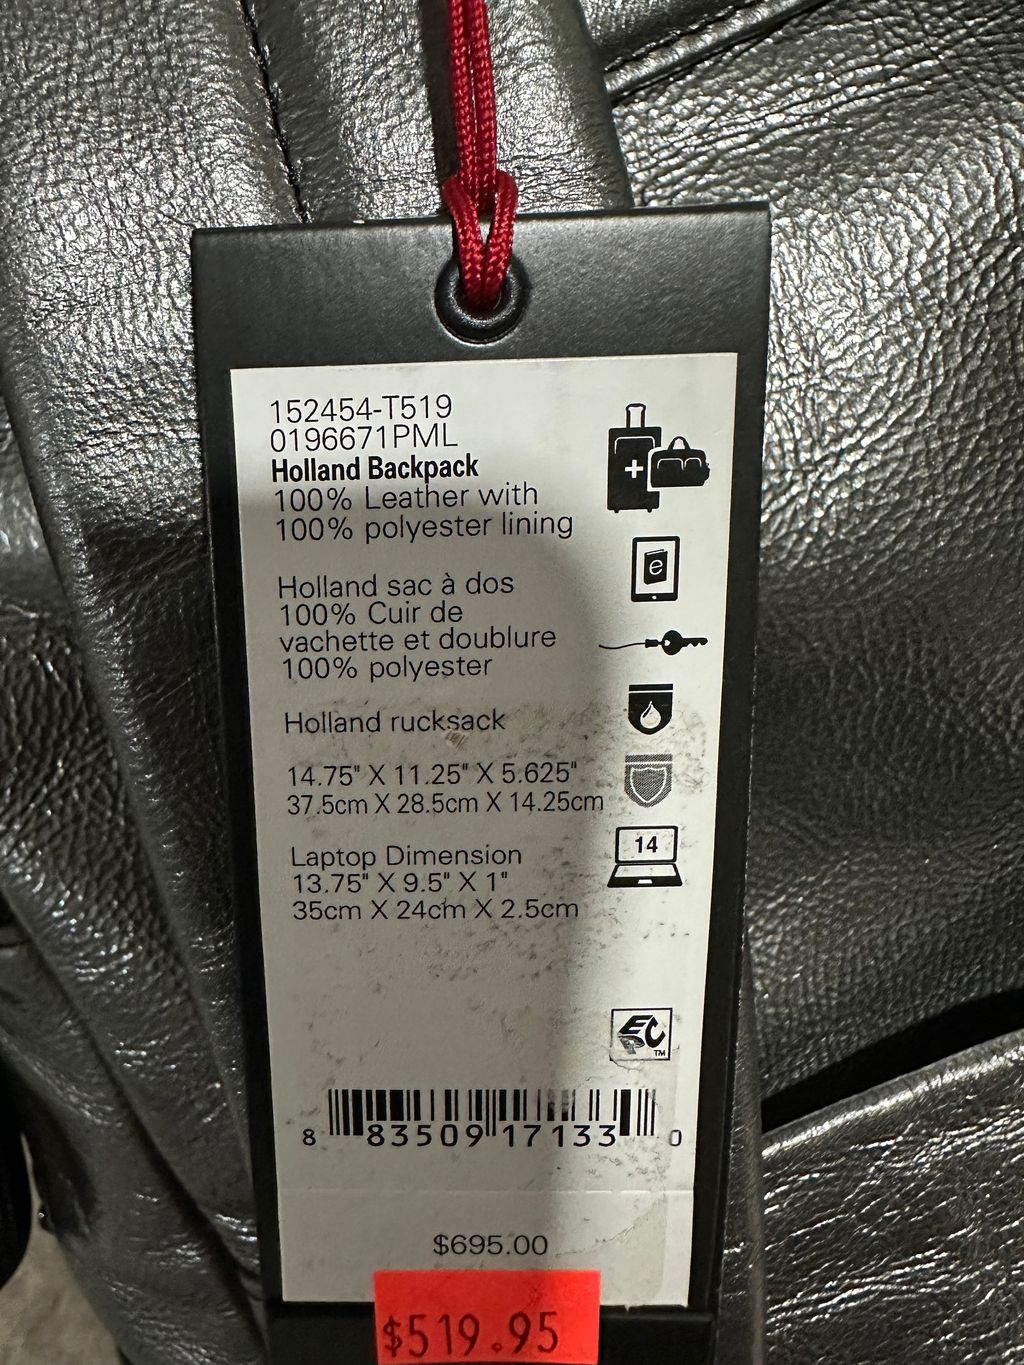 152454-T519
0196671PML
Holland Backpack
100% Leather with
100% polyester lining
Holland sac à dos
100% Cuir de
vachette et doublure
100% polyester
Holland rucksack
14.75" X 11.25" X 5.625"
37.5cm X 28.5cm X 14.25cm
Laptop Dimension
13.75" X 9.5" X 1"
35cm X 24cm X 2.5cm
e
14
EPC TM
8 83509 17133 0
$695.00
$519.95